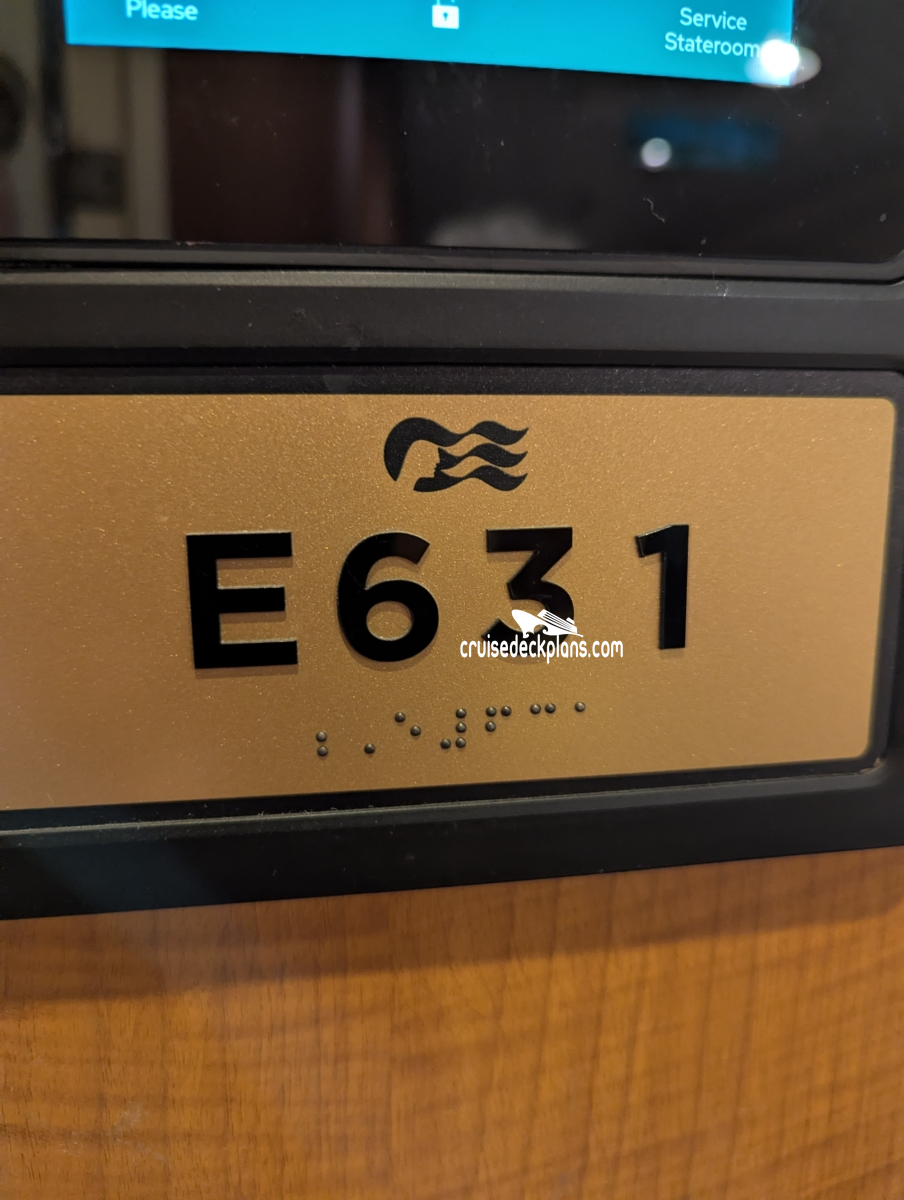 Please
Service
Stateroom
E631
cruisedeckplans.com